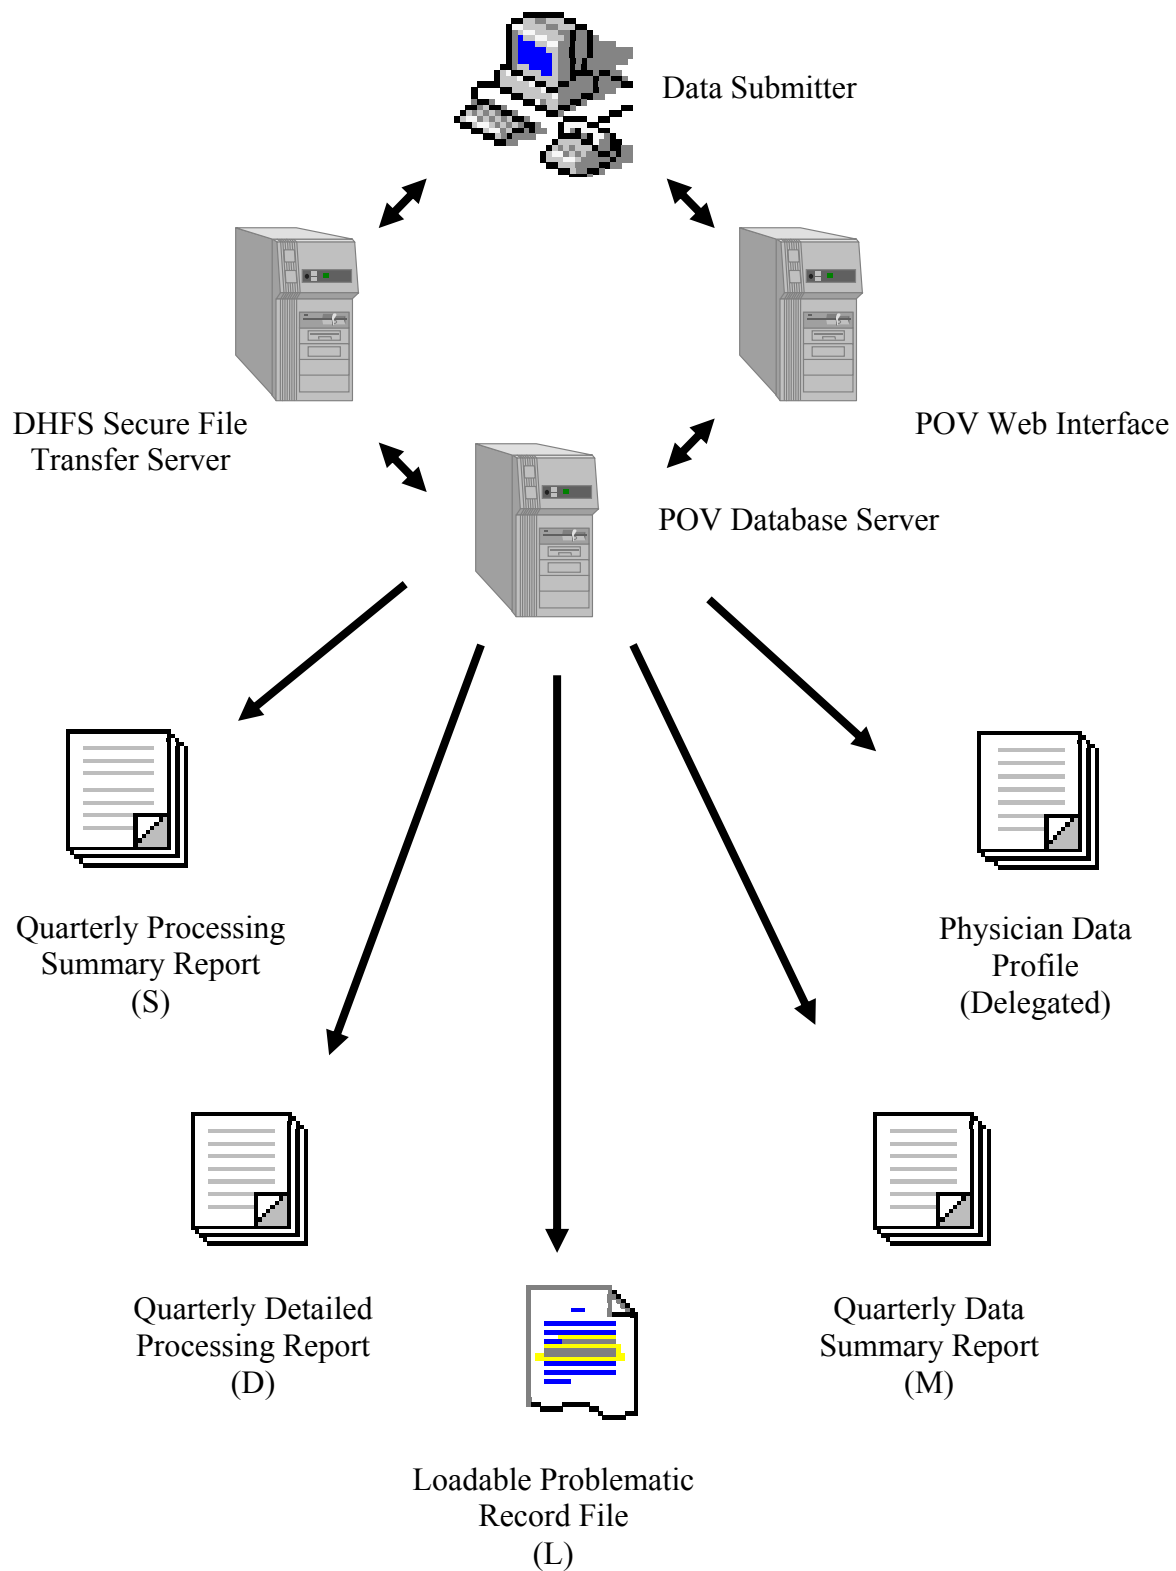 Data Submitter
DHFS Secure File
Transfer Server
POV Web Interface
POV Database Server
Quarterly Processing
Summary Report
(S)
Physician Data
Profile
(Delegated)
Quarterly Detailed
Processing Report
(D)
Quarterly Data
Summary Report
(M)
Loadable Problematic
Record File
(L)